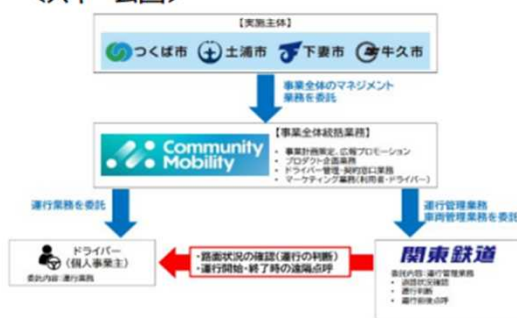 【実施主体】
つくば市 土浦市 下妻市 牛久市
事業全体のマネジメント
業務を委託
【事業全体統括業務】
Community
Mobility
• 事業計画策定、広報プロモーション
• プロダクト企画業務
• ドライバー管理・契約窓口業務
• マーケティング業務(利用者・ドライバー)
運行業務を委託
運行管理業務
車両管理業務を委託
ドライバー
(個人事業主)
委託内容:運行業務
・路面状況の確認(運行の判断)
・運行開始・終了時の遠隔点呼
関東鉄道
委託内容:運行管理業務
• 道路状況確認
• 運行判断
• 運行前後点呼